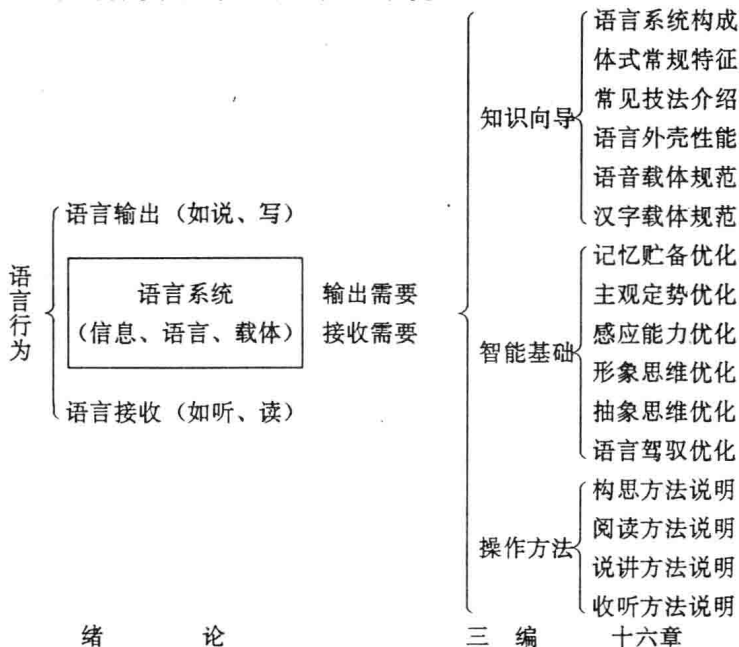 语言行为
语言输出（如说、写）
语言系统
（信息、语言、载体）
语言接收（如听、读）
输出需要
接收需要
知识向导
语言系统构成
体式常规特征
常见技法介绍
语言外壳性能
语音载体规范
汉字载体规范
智能基础
记忆贮备优化
主观定势优化
感应能力优化
形象思维优化
抽象思维优化
语言驾驭优化
操作方法
构思方法说明
阅读方法说明
说讲方法说明
收听方法说明
绪 论
三 编
十六章